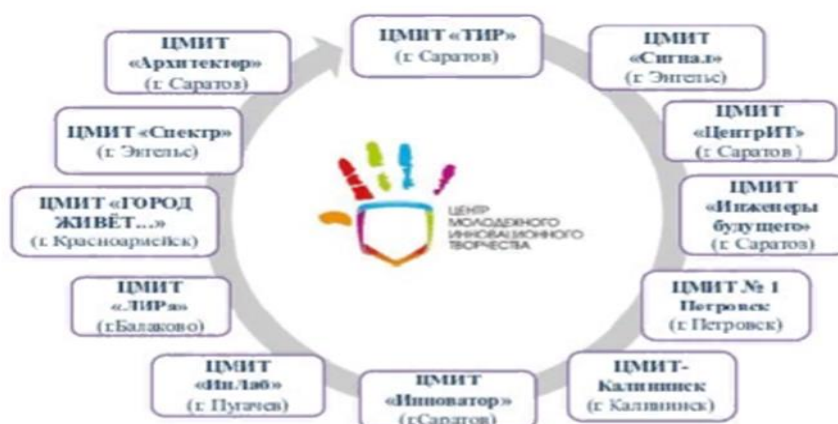 ЦМИТ «ТИР»
(г. Саратов)
ЦМИТ
«Сигнал»
(г. Энгельс)
ЦМИТ
«ЦентрИТ»
(г. Саратов )
ЦМИТ
«Инженеры
будущего»
(г. Саратов)
ЦМИТ № 1
Петровск
(г. Петровск)
ЦМИТ-
Калининск
(г. Калининск)
ЦМИТ
«Инноватор»
(г.Саратов)
ЦМИТ
«ИнЛаб»
(г. Пугачев)
ЦМИТ
«ЛИРа»
(г.Балаково)
ЦМИТ «ГОРОД
ЖИВЁТ...»
(г. Красноармейск)
ЦМИТ «Спектр»
(г. Энгельс)
ЦМИТ
«Архитектор»
(г. Саратов)
ЦЕНТР
МОЛОДЕЖНОГО
ИННОВАЦИОННОГО
ТВОРЧЕСТВА